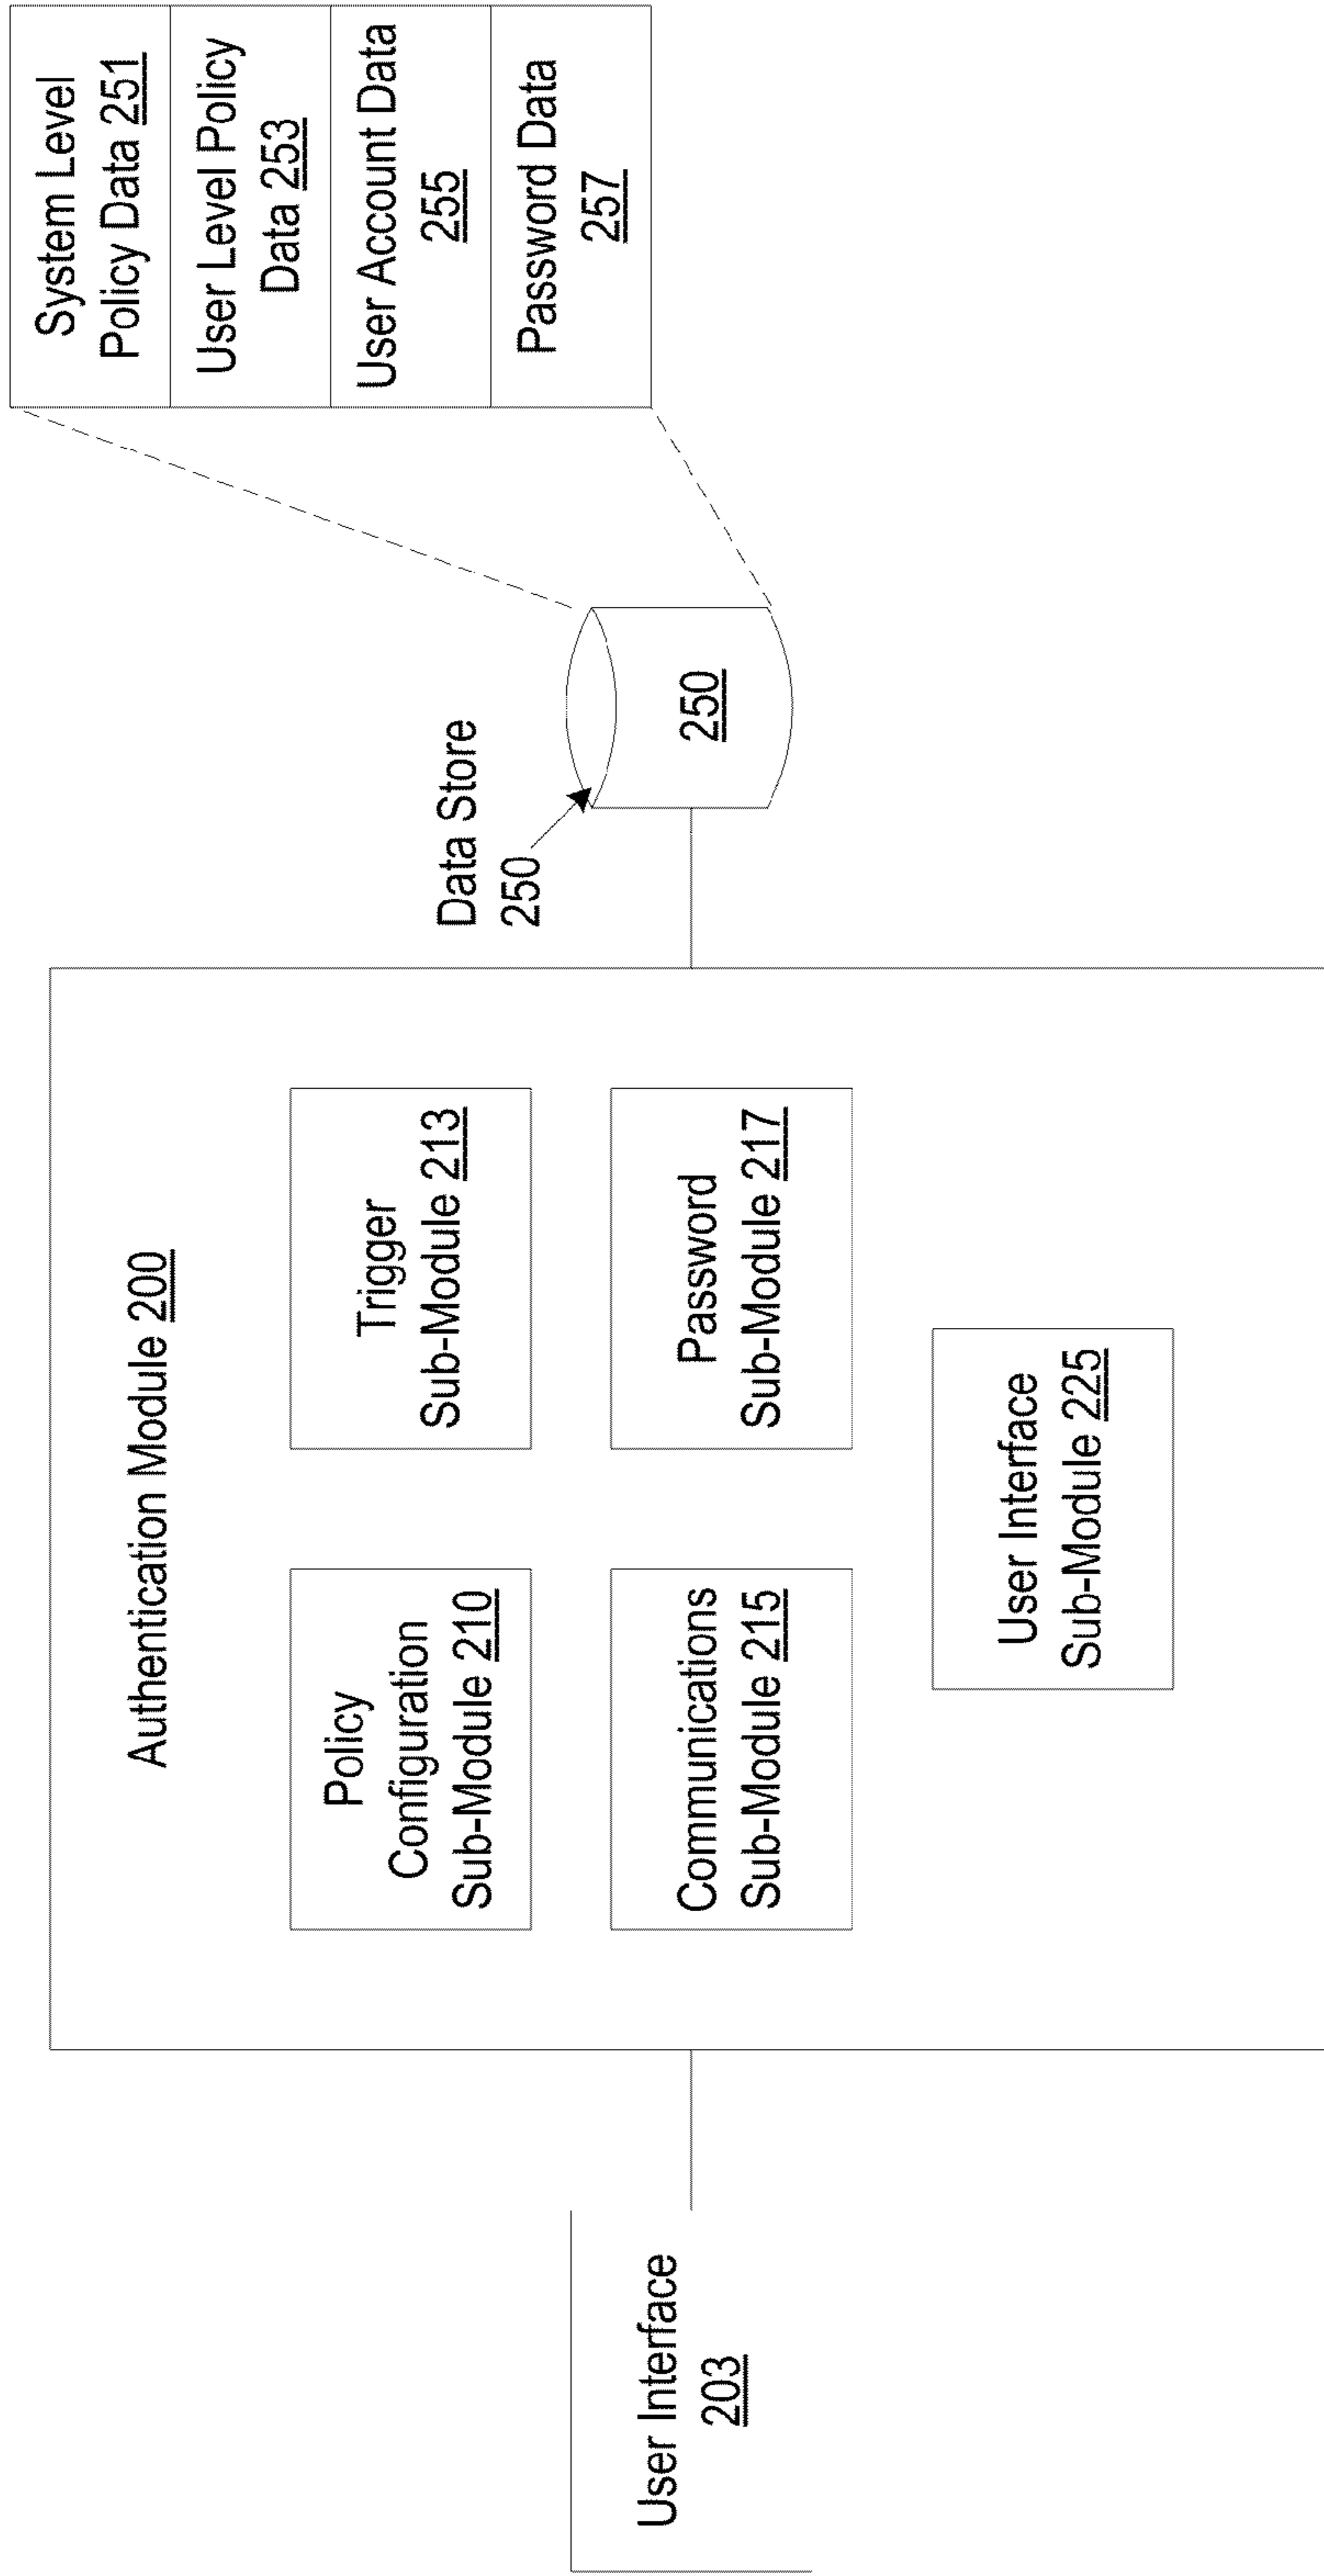 Authentication Module 200
Policy
Configuration
Sub-Module 210
Trigger
Sub-Module 213
Communications
Sub-Module 215
Password
Sub-Module 217
User Interface
Sub-Module 225
User Interface
203
Data Store
250
250
System Level
Policy Data 251
User Level Policy
Data 253
User Account Data
255
Password Data
257